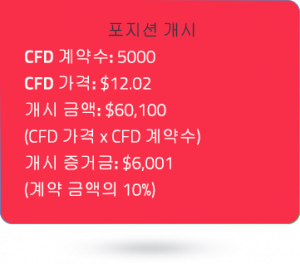 포지션 개시
CFD 계약수: 5000
CFD 가격: $12.02
개시 금액: $60,100
(CFD 가격 x CFD 계약수)
개시 증거금: $6,001
(계약 금액의 10%)